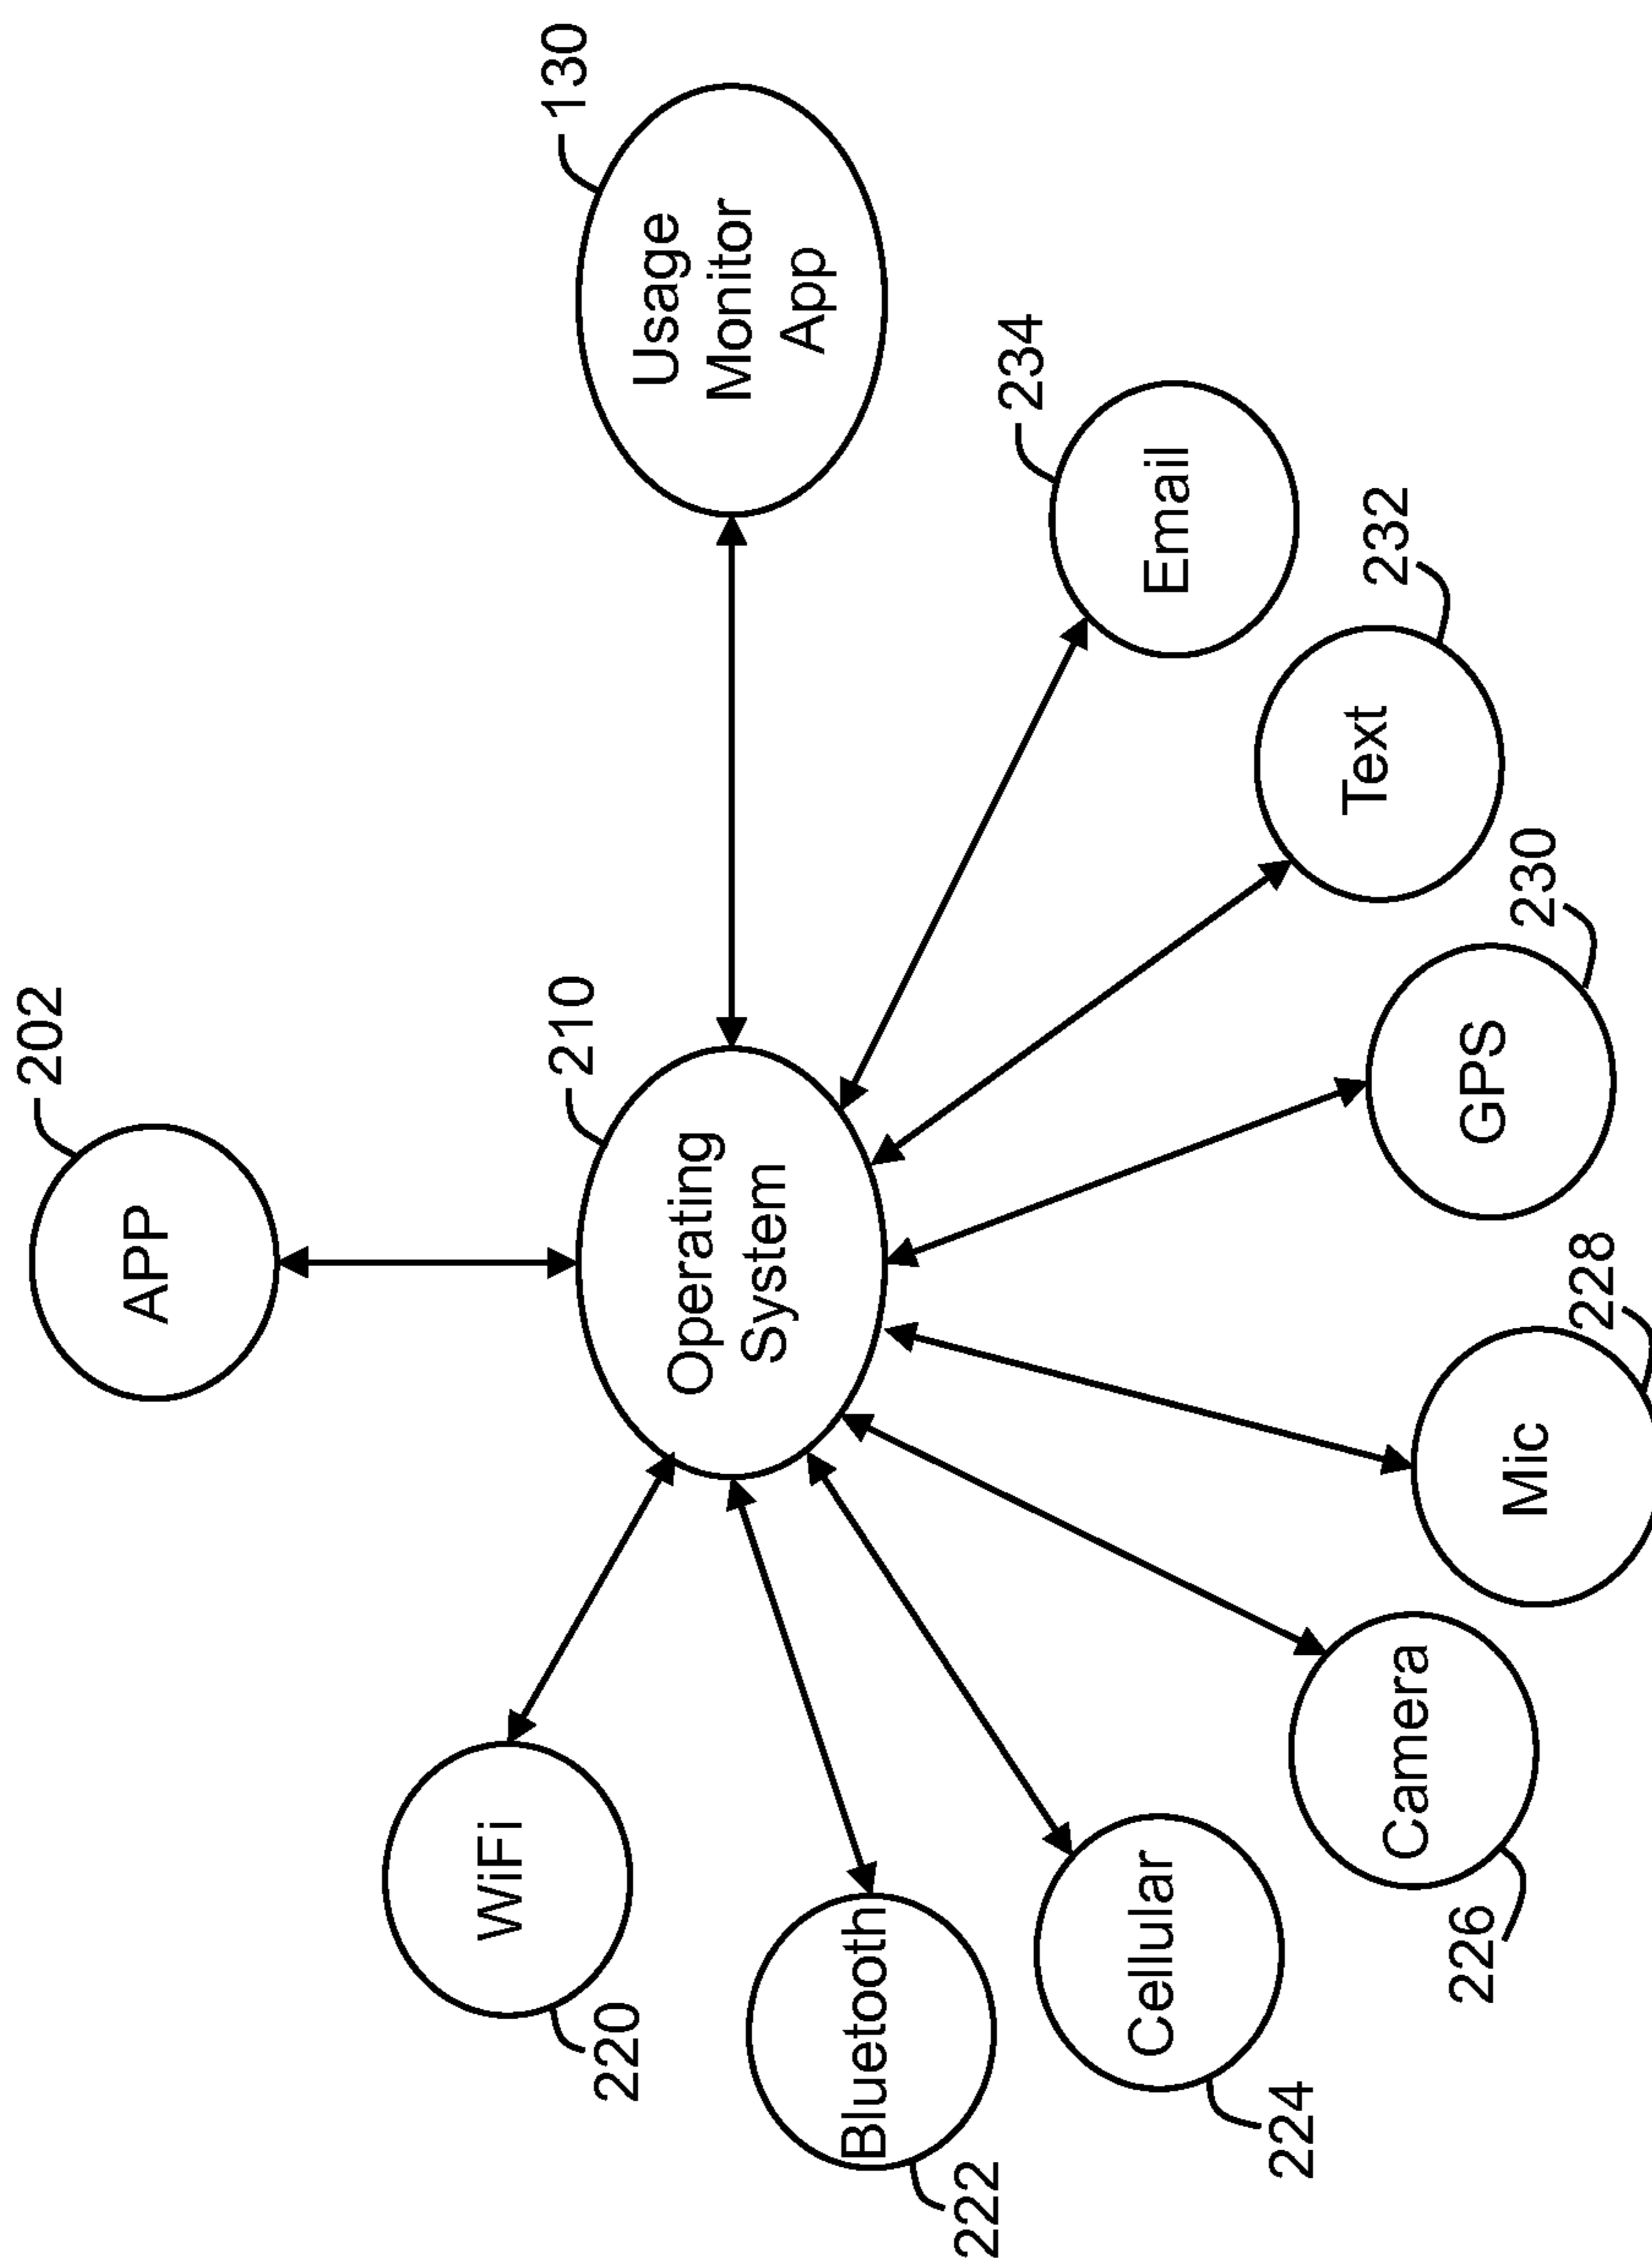 202
APP
210
Operating
System
130
Usage
Monitor
App
WiFi
220
Bluetooth
222
Cellular
224
Camera
226
Mic
228
GPS
230
Text
232
Email
234